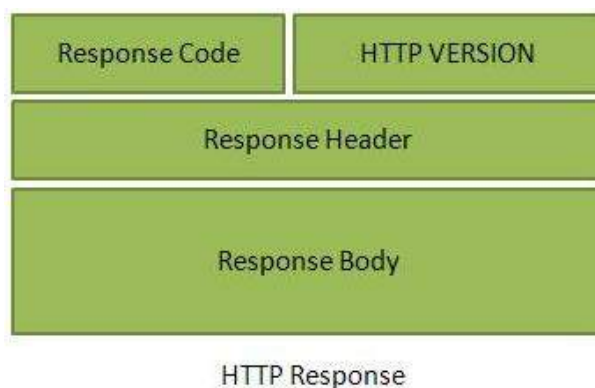 Response Code
HTTP VERSION
Response Header
Response Body
HTTP Response